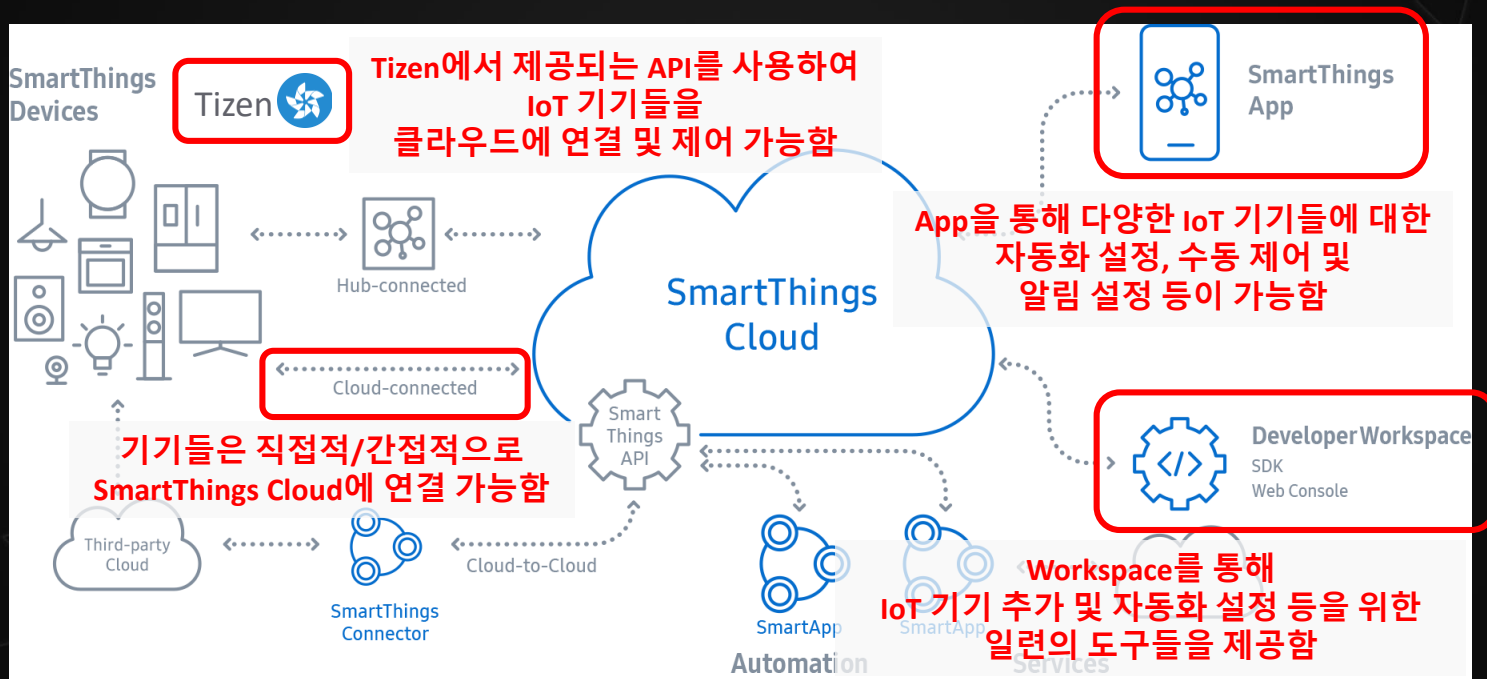 SmartThings
Devices
Tizen
Tizen에서 제공되는 API를 사용하여
IoT 기기들을
클라우드에 연결 및 제어 가능함
SmartThings
App
App을 통해 다양한 IoT 기기들에 대한
자동화 설정, 수동 제어 및
알림 설정 등이 가능함
Hub-connected
SmartThings
Cloud
Cloud-connected
기기들은 직접적/간접적으로
SmartThings Cloud에 연결 가능함
Smart
Things
API
DeveloperWorkspace
SDK
Web Console
Third-party
Cloud
Cloud-to-Cloud
SmartThings
Connector
Workspace를 통해
IoT 기기 추가 및 자동화 설정 등을 위한
일련의 도구들을 제공함
SmartApp
SmartApp
Automation
Services